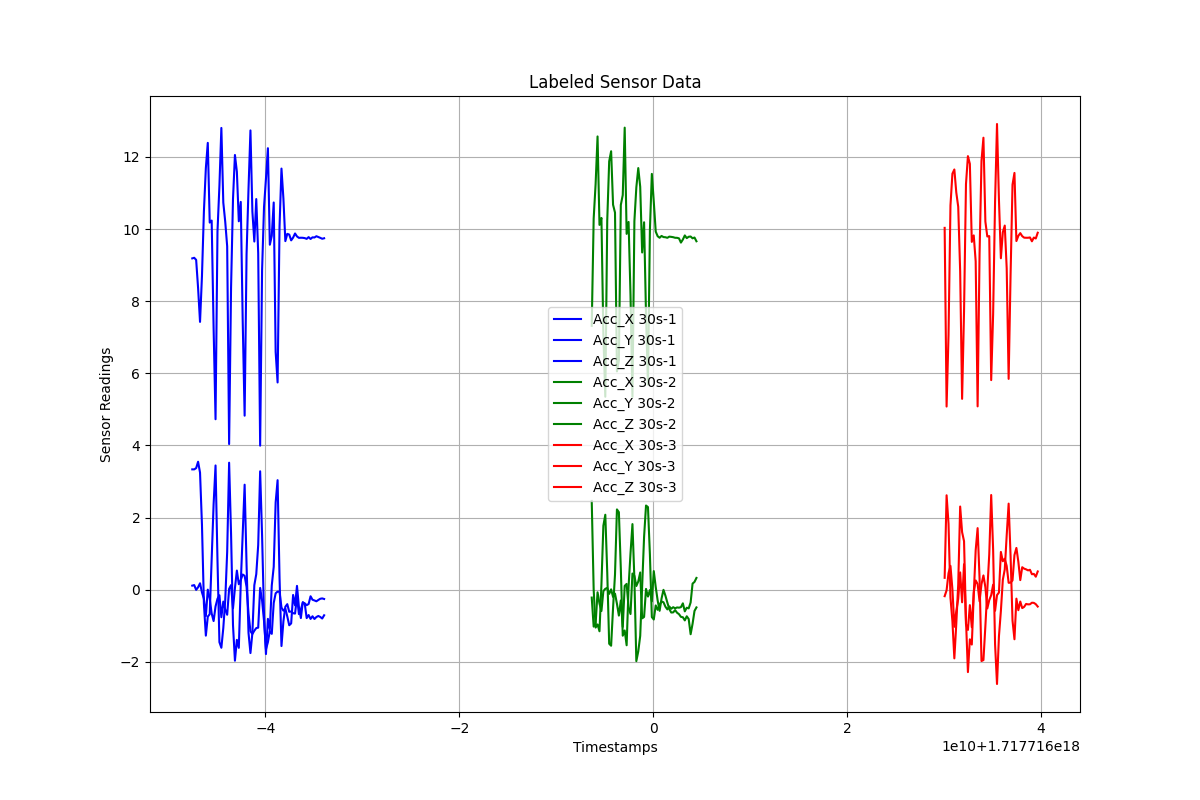 Labeled Sensor Data
Sensor Readings
12
10
8
6
4
2
0
−2
Acc_X 30s-1
Acc_Y 30s-1
Acc_Z 30s-1
Acc_X 30s-2
Acc_Y 30s-2
Acc_Z 30s-2
Acc_X 30s-3
Acc_Y 30s-3
Acc_Z 30s-3
−4 −2 0 2 4
Timestamps
1e10+1.717716e18